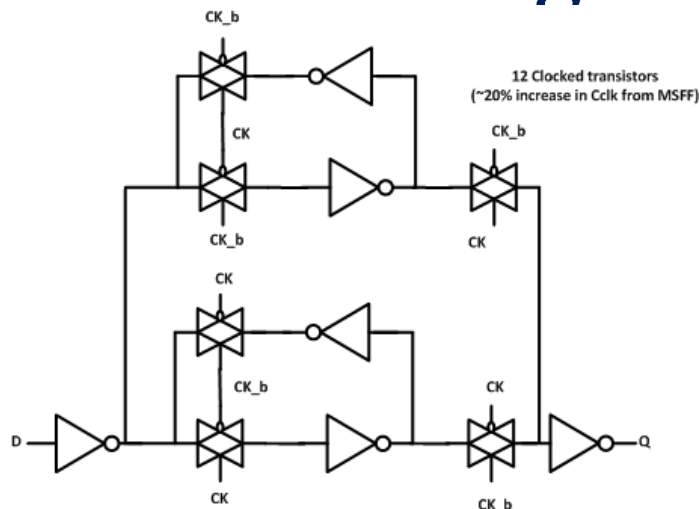 CK_b
12 Clocked transistors
(~20% increase in Cclk from MSFF)
CK
CK_b
CK_b
CK
CK
CK_b
CK
D
CK
CK_b
Q